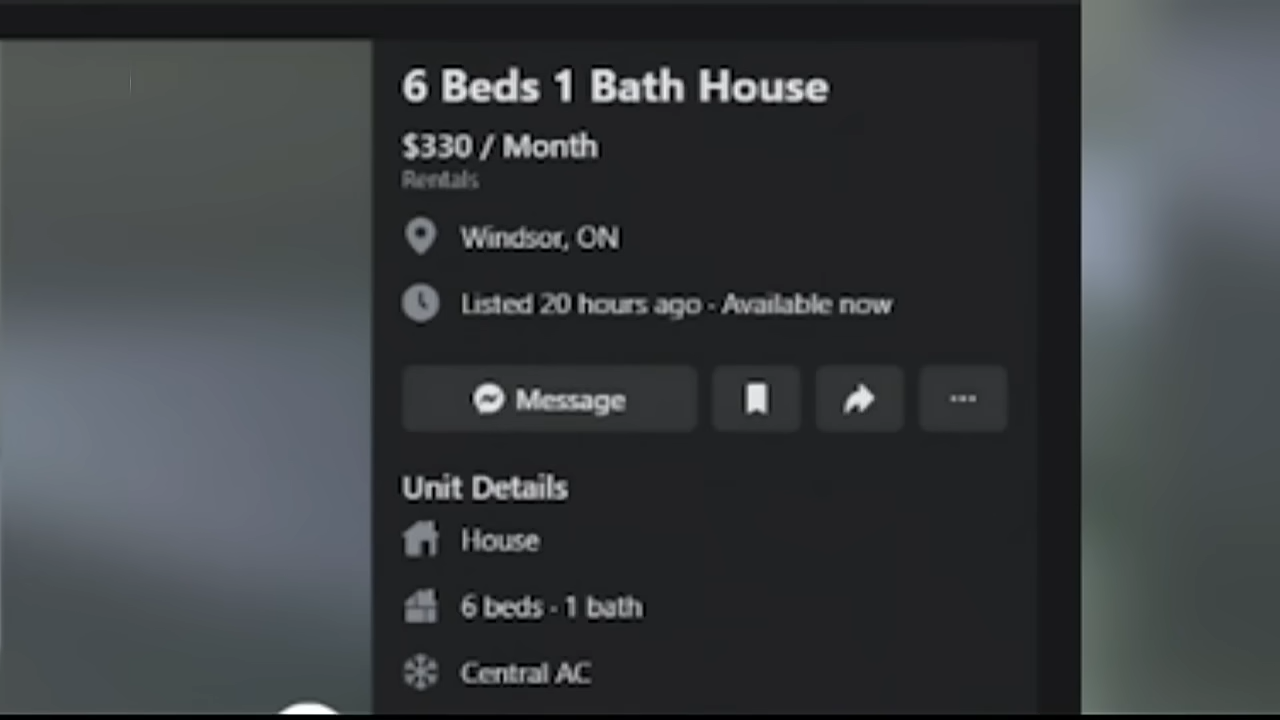 6 Beds 1 Bath House
$330 / Month
Rentals
Windsor, ON
Listed 20 hours ago · Available now
Message
Unit Details
House
6 beds · 1 bath
Central AC